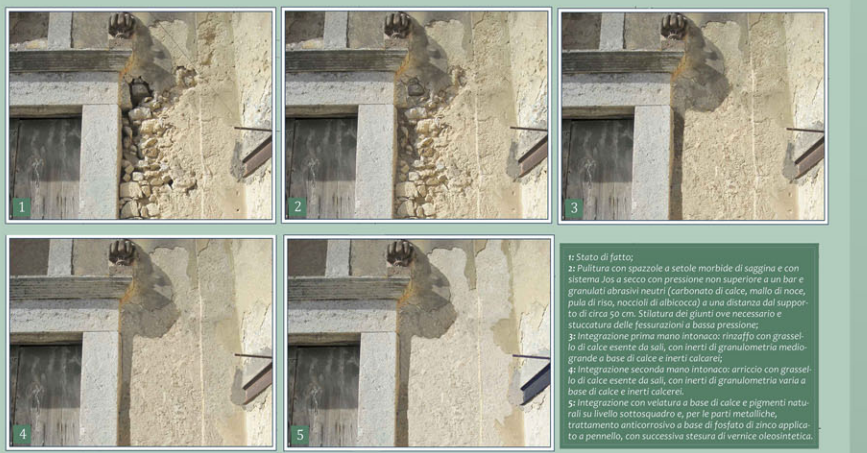 1
2
3
4
5
1: Stato di fatto;
2: Pulitura con spazzole a setole morbide di saggina e con
sistema Jos a secco con pressione non superiore a un bar e
granulati abrasivi neutri (carbonato di calce, mallo di noce,
pula di riso, noccioli di albicocca) a una distanza dal suppor-
to di circa 50 cm. Stilatura dei giunti ove necessario e
stuccatura delle fessurazioni a bassa pressione;
3: Integrazione prima mano intonaco: rinzaffo con grassel-
lo di calce esente da sali, con inerti di granulometria medio-
grande a base di calce e inerti calcarei;
4: Integrazione seconda mano intonaco: arriccio con grassel-
lo di calce esente da sali, con inerti di granulometria varia a
base di calce e inerti calcerei.
5: Integrazione con velatura a base di calce e pigmenti natu-
rali su livello sottosquadro e, per le parti metalliche,
trattamento anticorrosivo a base di fosfato di zinco applica-
to a pennello, con successiva stesura di vernice oleosintetica.